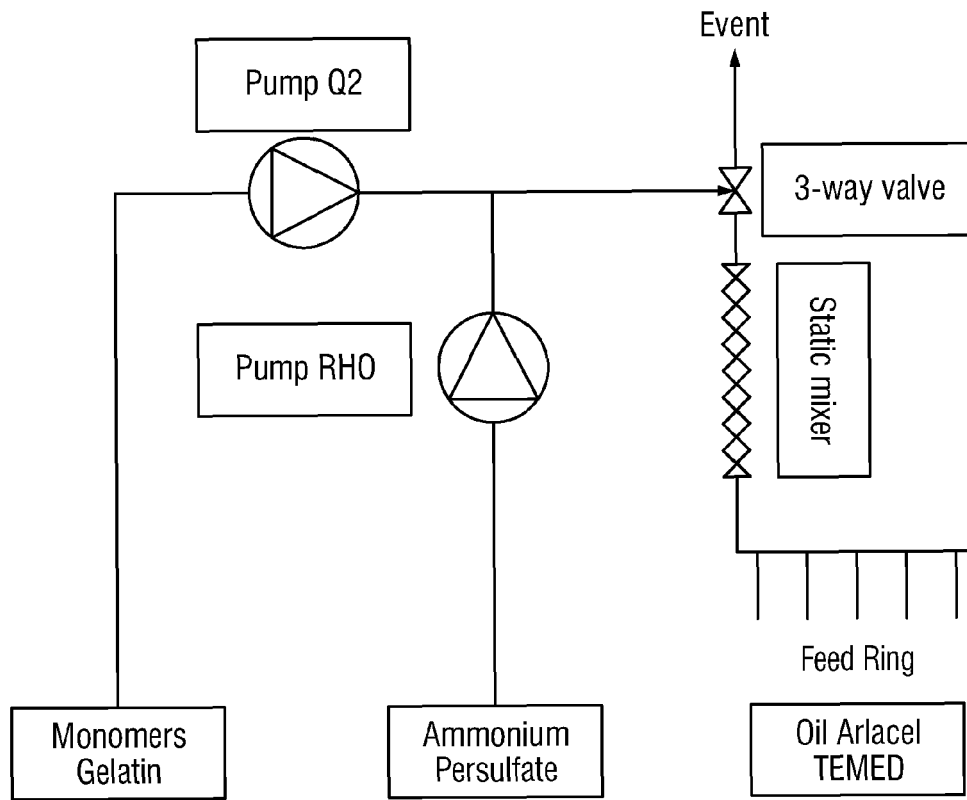 Event
Pump Q2
3-way valve
Static mixer
Pump RHO
Feed Ring
Monomers
Gelatin
Ammonium
Persulfate
Oil Arlacel
TEMED